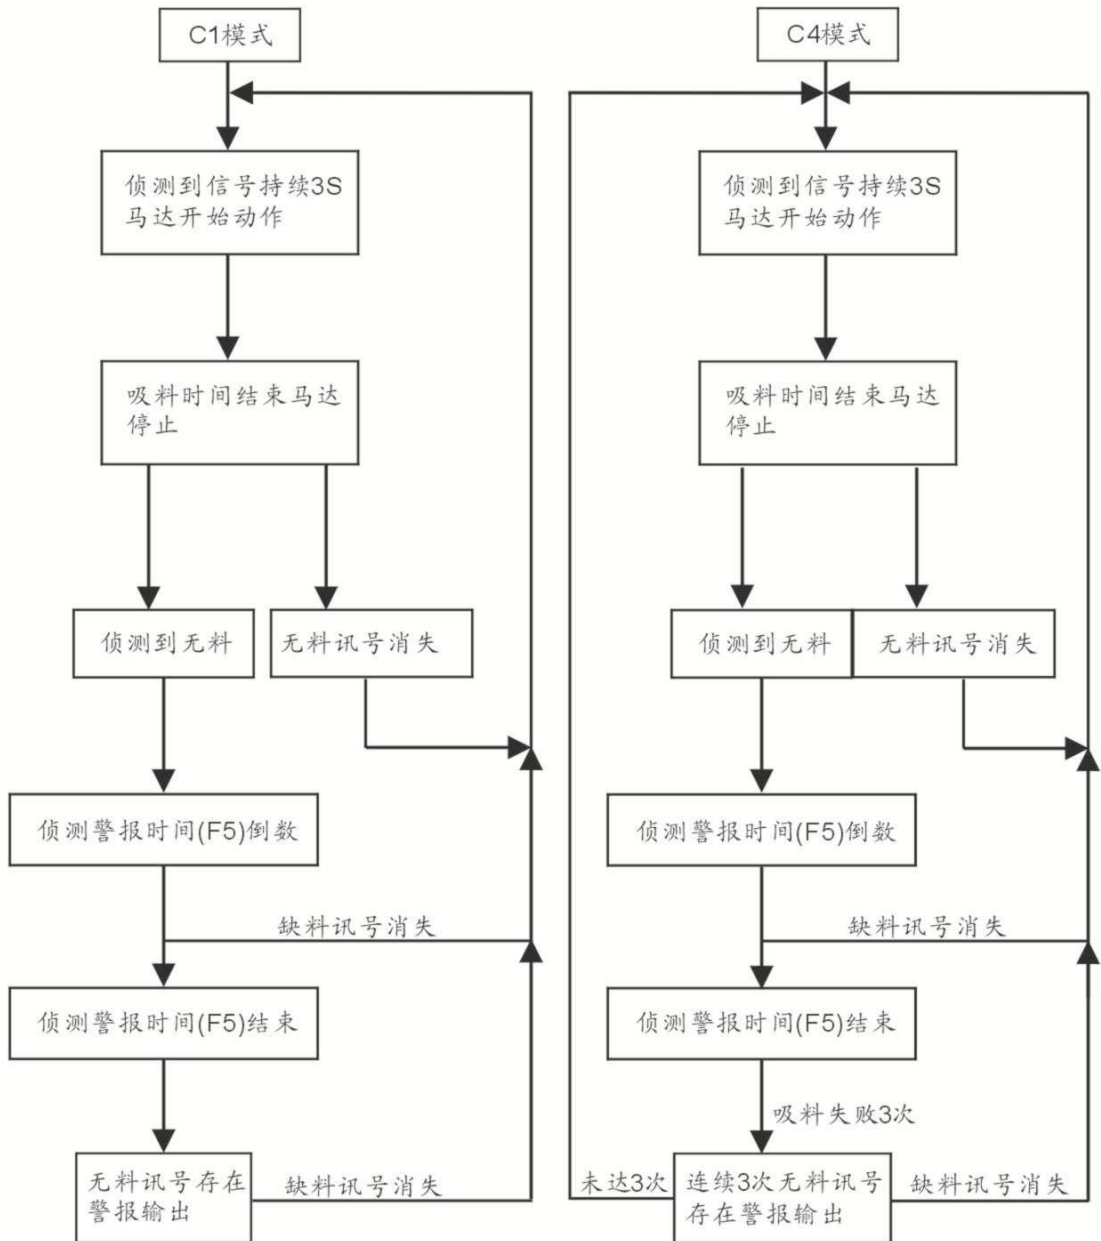 C1模式
侦测到信号持续3S
马达开始动作
吸料时间结束马达
停止
侦测到无料
无料讯号消失
侦测警报时间(F5)倒数
缺料讯号消失
侦测警报时间(F5)结束
无料讯号存在
警报输出
缺料讯号消失
C4模式
侦测到信号持续3S
马达开始动作
吸料时间结束马达
停止
侦测到无料
无料讯号消失
侦测警报时间(F5)倒数
缺料讯号消失
侦测警报时间(F5)结束
吸料失败3次
未达3次
连续3次无料讯号
存在警报输出
缺料讯号消失